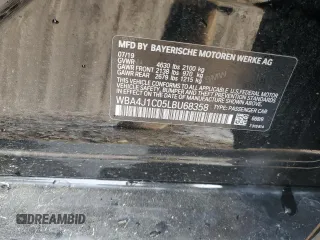 MFD BY BAYERISCHE MOTOREN WERKE AG
07/19
GVWR 4630 lbs 2100 kg
GAWR FRONT 2138 lbs 970 kg
GAWR REAR 2679 lbs 1215 kg
THIS VEHICLE CONFORMS TO ALL APPLICABLE U.S. FEDERAL MOTOR
VEHICLE SAFETY, BUMPER AND THEFT PREVENTION STANDARDS
IN EFFECT ON THE DATE OF MANUFACTURE SHOWN ABOVE.
WBA4J1C05LBU68358 TYPE: PASSENGER CAR
DREAMBID